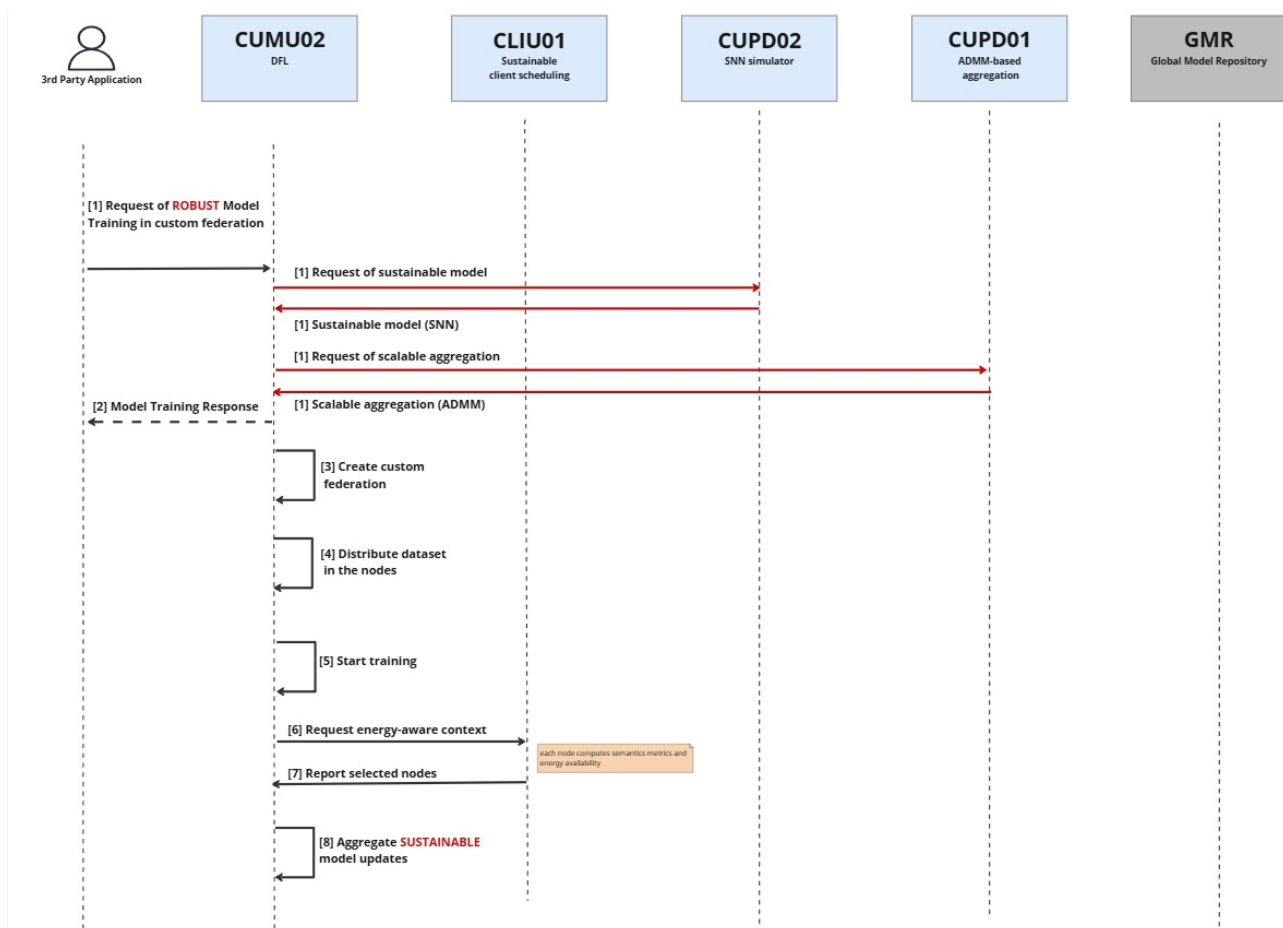 3rd Party Application
CUMU02
DFL
CLIU01
Sustainable
client scheduling
CUPD02
SNN simulator
CUPD01
ADMM-based
aggregation
GMR
Global Model Repository
[1] Request of ROBUST Model
Training in custom federation
[1] Request of sustainable model
[1] Sustainable model (SNN)
[1] Request of scalable aggregation
[1] Scalable aggregation (ADMM)
[2] Model Training Response
[3] Create custom
federation
[4] Distribute dataset
in the nodes
[5] Start training
[6] Request energy-aware context
each node computes semantics metrics and
energy availability
[7] Report selected nodes
[8] Aggregate SUSTAINABLE
model updates